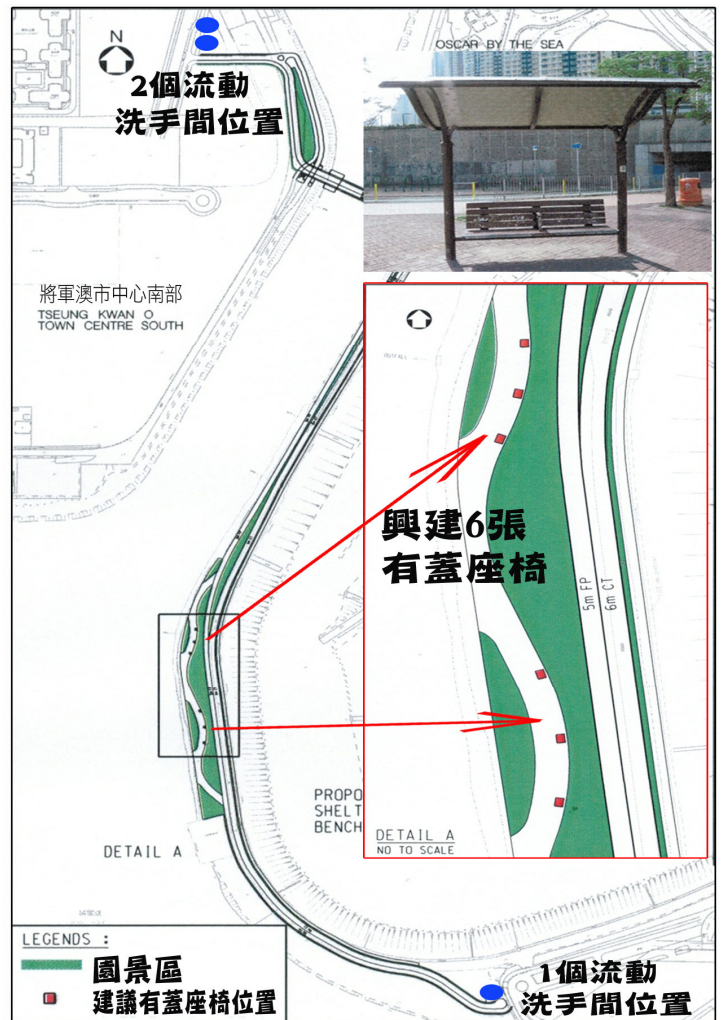 N
OSCAR BY THE SEA
2個流動
洗手間位置
將軍澳市中心南部
TSEUNG KWAN O
TOWN CENTRE SOUTH
興建6張
有蓋座椅
5m FP
6m CT
PROPO
SHELT
BENCH
DETAIL A
NO TO SCALE
DETAIL A
LEGENDS :
園景區
建議有蓋座椅位置
1個流動
洗手間位置